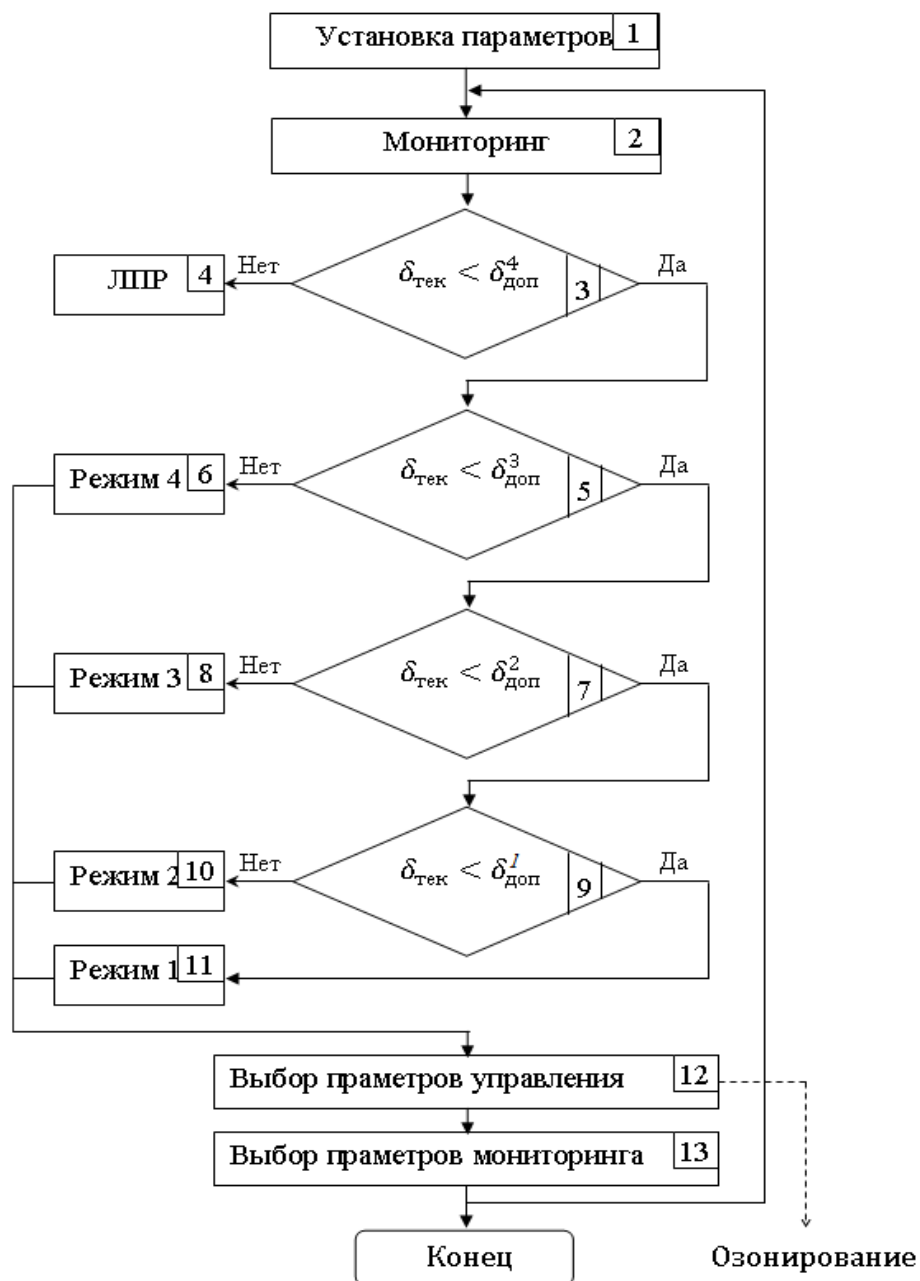 Установка параметров 1
Мониторинг 2
δтек < δ⁴доп 3
Нет
Да
ЛПР 4
δтек < δ³доп 5
Нет
Да
Режим 4 6
δтек < δ²доп 7
Нет
Да
Режим 3 8
δтек < δ¹доп 9
Нет
Да
Режим 2 10
Режим 1 11
Выбор праметров управления 12
Выбор праметров мониторинга 13
Конец
Озонирование